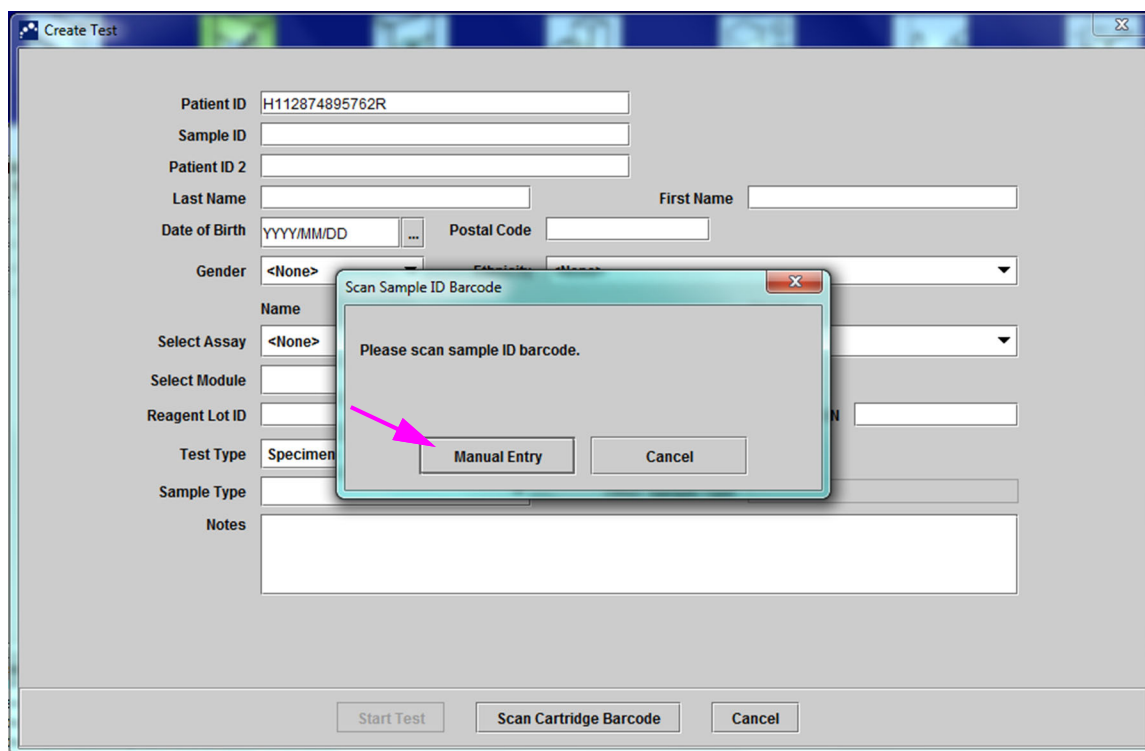 Create Test
Patient ID H112874895762R
Sample ID
Patient ID 2
Last Name First Name
Date of Birth YYYY/MM/DD ... Postal Code
Gender <None> Ethnicity <None>
Name
Select Assay <None>
Select Module
Reagent Lot ID
Test Type Specimen
Sample Type
Notes
Scan Sample ID Barcode
Please scan sample ID barcode.
Manual Entry Cancel
Start Test Scan Cartridge Barcode Cancel